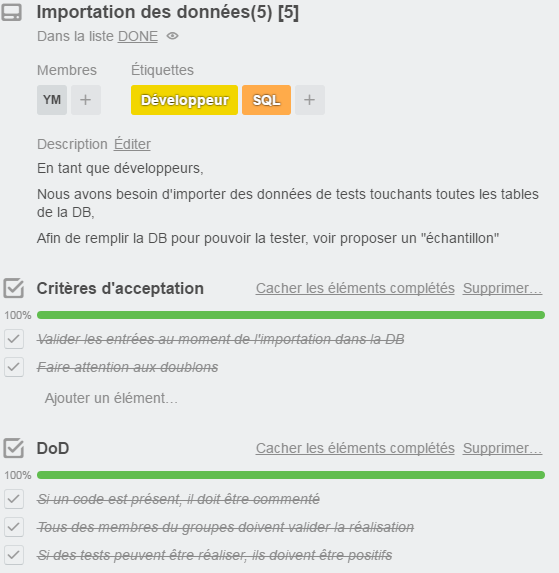 Importation des données(5) [5]
Dans la liste DONE
Membres Étiquettes
YM + Développeur SQL +
Description Éditer
En tant que développeurs,
Nous avons besoin d'importer des données de tests touchants toutes les tables
de la DB,
Afin de remplir la DB pour pouvoir la tester, voir proposer un "échantillon"
Critères d'acceptation Cacher les éléments complétés Supprimer...
100%
Valider les entrées au moment de l'importation dans la DB
Faire attention aux doublons
Ajouter un élément...
DoD Cacher les éléments complétés Supprimer...
100%
Si un code est présent, il doit être commenté
Tous des membres du groupes doivent valider la réalisation
Si des tests peuvent être réaliser, ils doivent être positifs